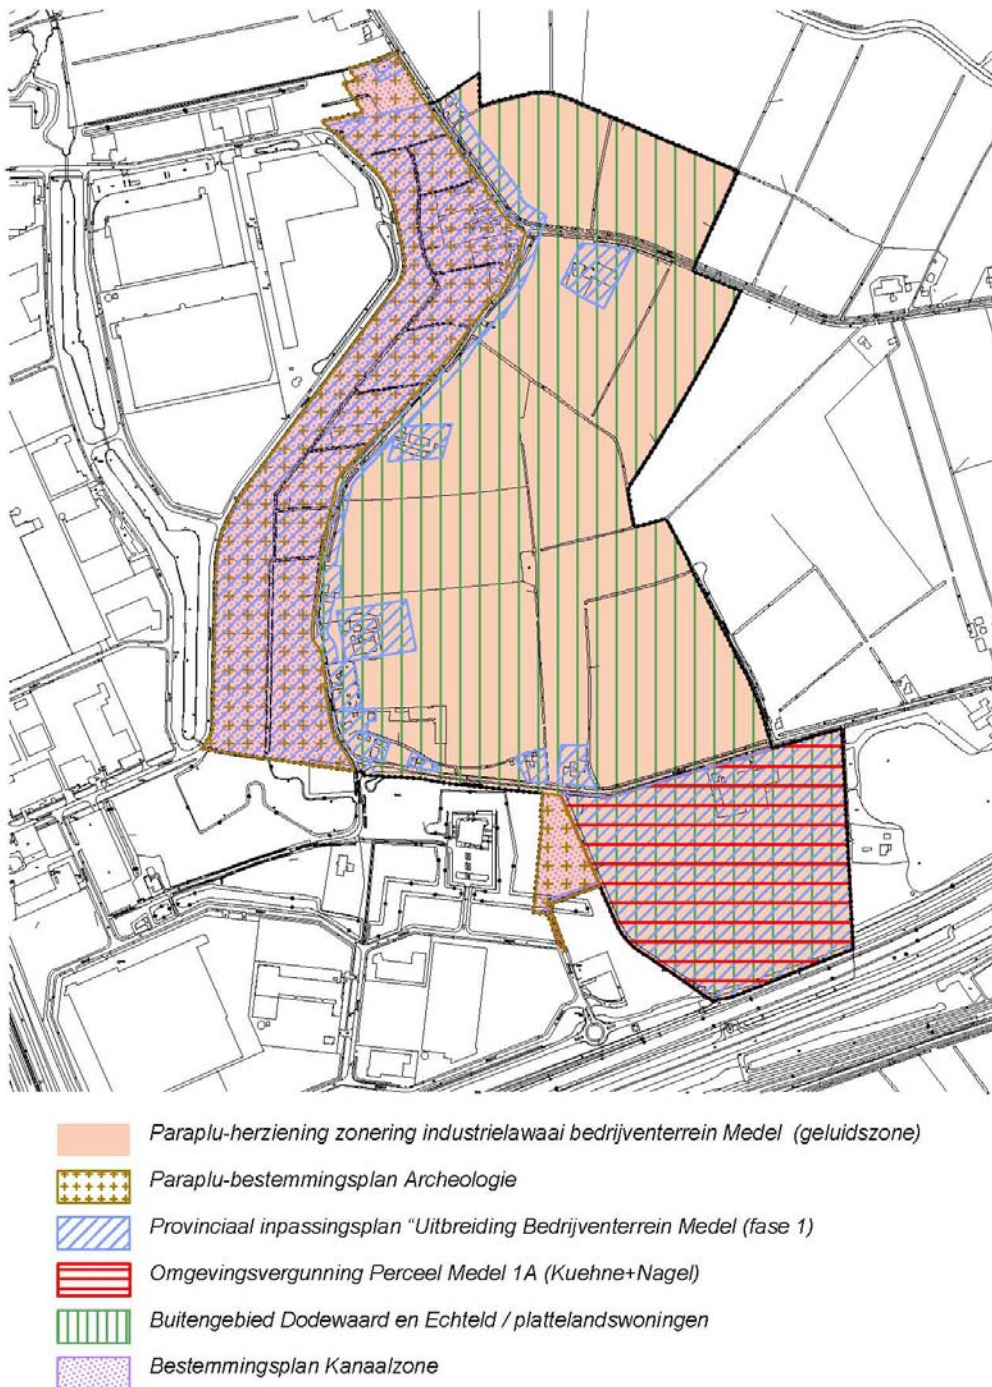 Paraplu-herziening zonering industrielawaai bedrijventerrein Medel (geluidszone)
Paraplu-bestemmingsplan Archeologie
Provinciaal inpassingsplan “Uitbreiding Bedrijventerrein Medel (fase 1)
Omgevingsvergunning Perceel Medel 1A (Kuehne+Nagel)
Buitengebied Dodewaard en Echteld / plattelandswoningen
Bestemmingsplan Kanaalzone